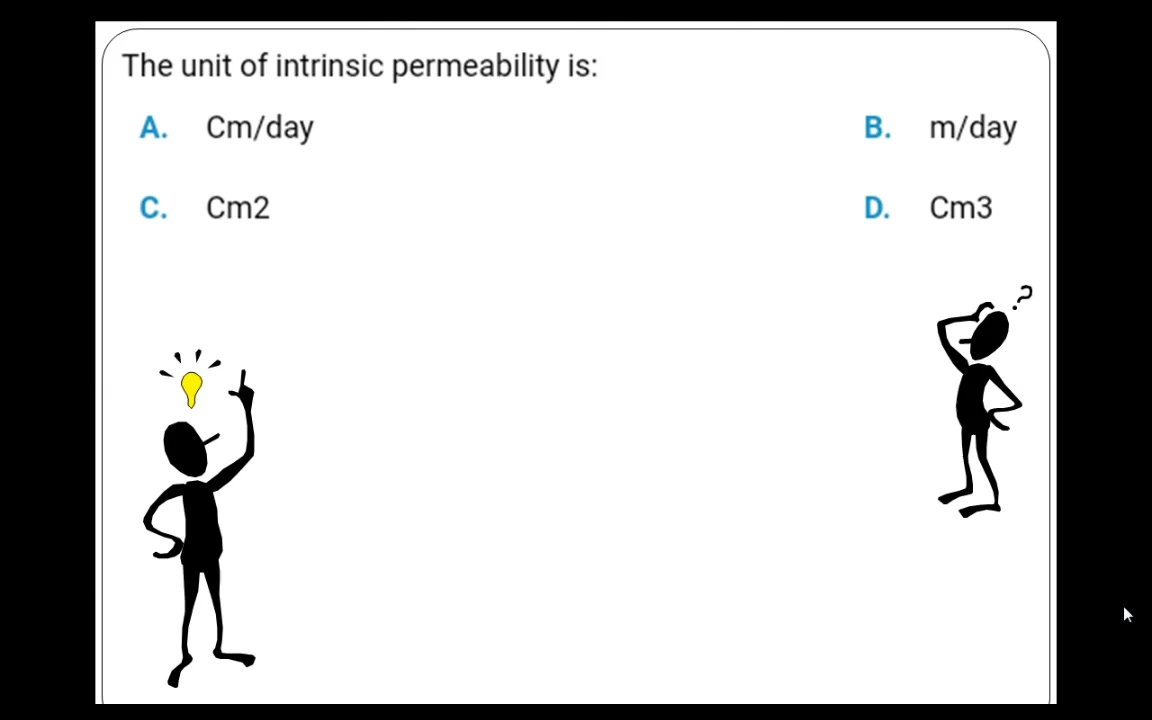 The unit of intrinsic permeability is:
A. Cm/day B. m/day
C. Cm2 D. Cm3
?